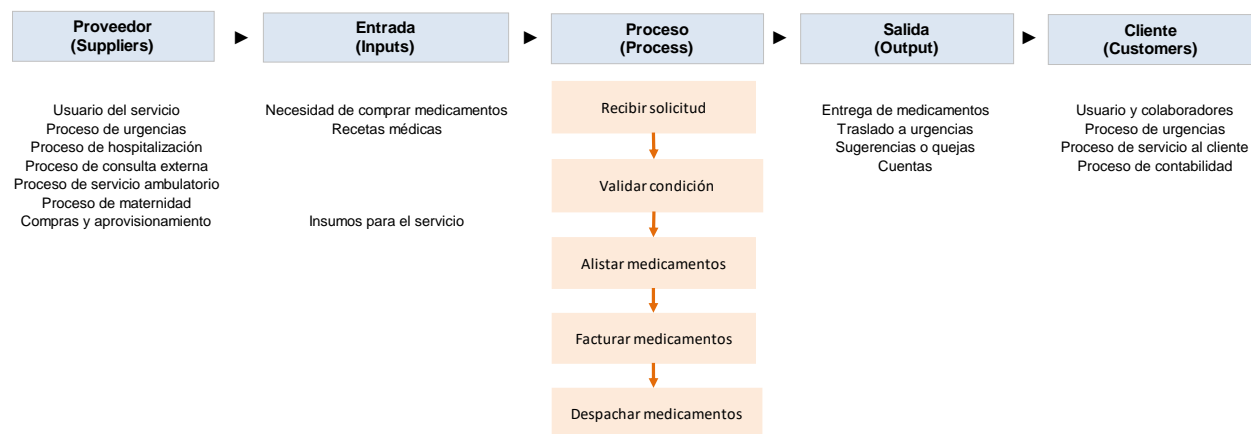 Proveedor
(Suppliers)
Entrada
(Inputs)
Proceso
(Process)
Salida
(Output)
Cliente
(Customers)
Usuario del servicio
Proceso de urgencias
Proceso de hospitalización
Proceso de consulta externa
Proceso de servicio ambulatorio
Proceso de maternidad
Compras y aprovisionamiento
Necesidad de comprar medicamentos
Recetas médicas
Insumos para el servicio
Recibir solicitud
Validar condición
Alistar medicamentos
Facturar medicamentos
Despachar medicamentos
Entrega de medicamentos
Traslado a urgencias
Sugerencias o quejas
Cuentas
Usuario y colaboradores
Proceso de urgencias
Proceso de servicio al cliente
Proceso de contabilidad